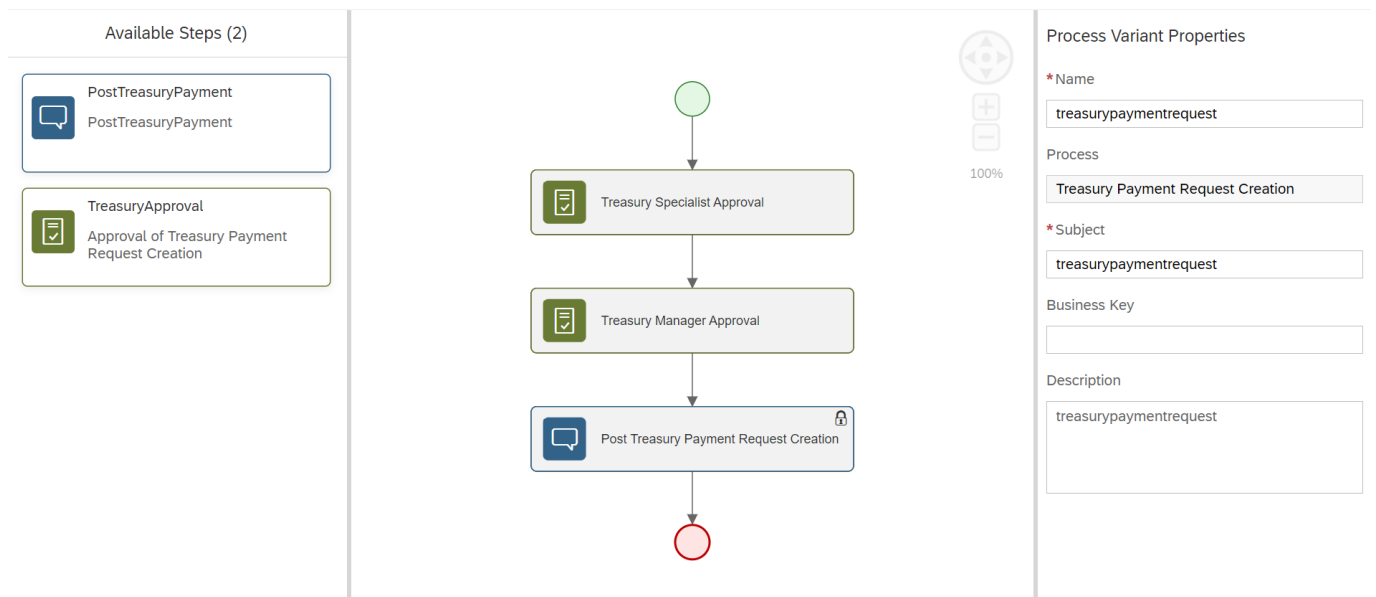 Available Steps (2)
PostTreasuryPayment
PostTreasuryPayment
TreasuryApproval
Approval of Treasury Payment
Request Creation
100%
Treasury Specialist Approval
Treasury Manager Approval
Post Treasury Payment Request Creation
Process Variant Properties
*Name
treasurypaymentrequest
Process
Treasury Payment Request Creation
*Subject
treasurypaymentrequest
Business Key
Description
treasurypaymentrequest